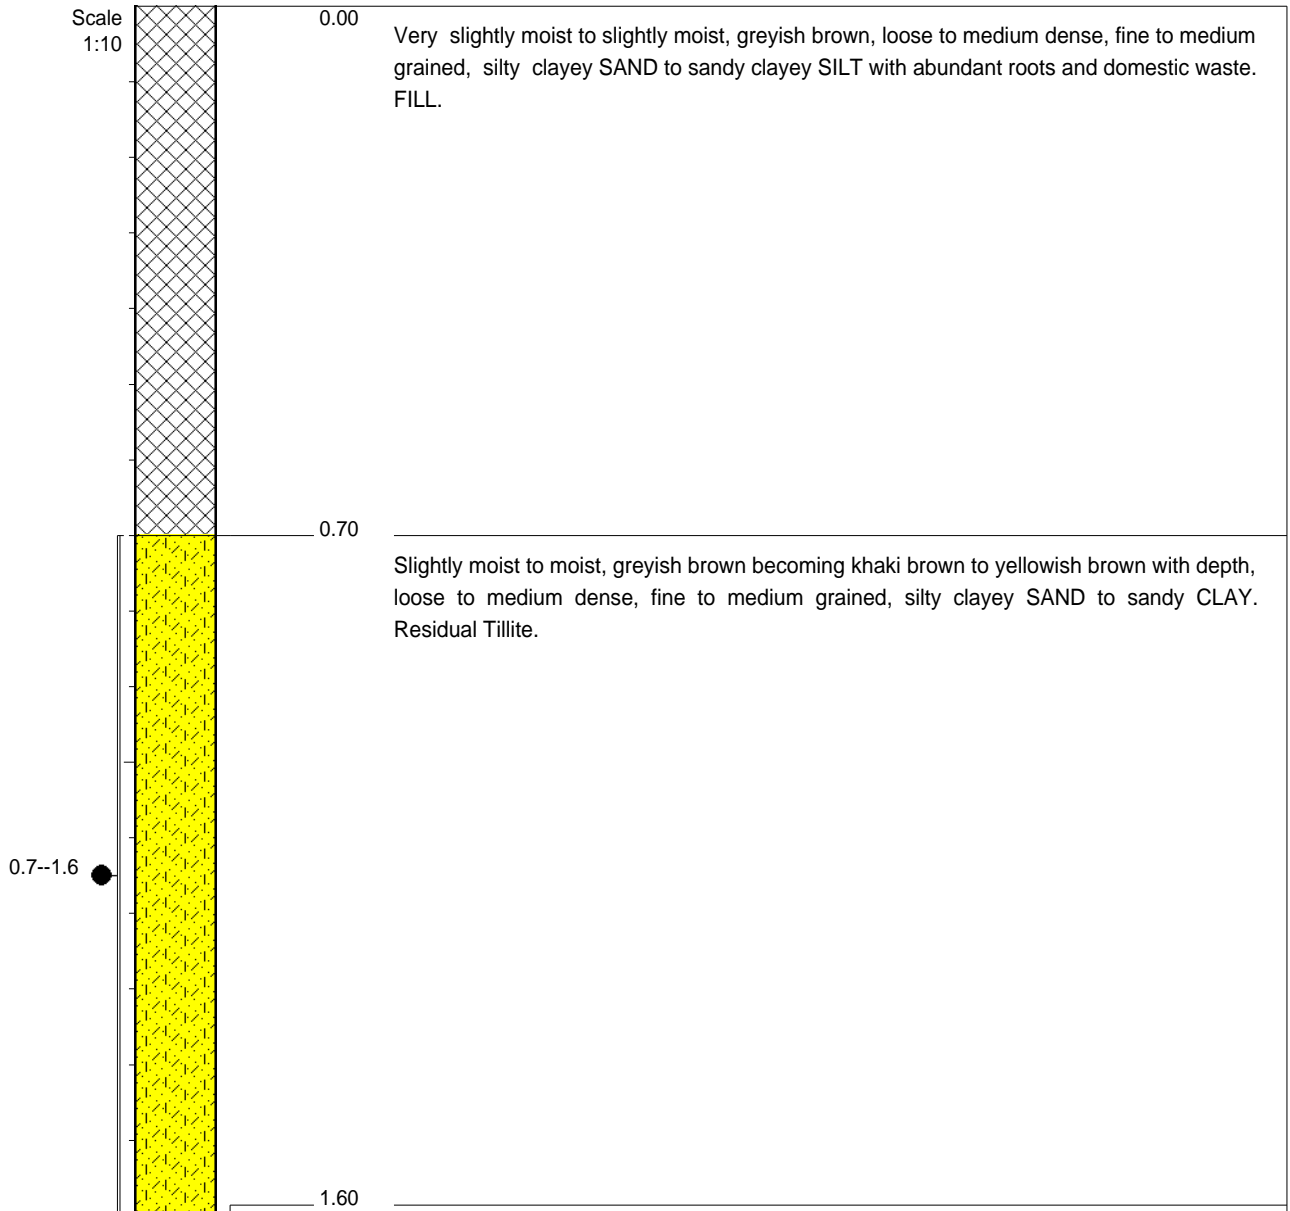 Scale
1:10
0.00
Very slightly moist to slightly moist, greyish brown, loose to medium dense, fine to medium
grained, silty clayey SAND to sandy clayey SILT with abundant roots and domestic waste.
FILL.
0.70
Slightly moist to moist, greyish brown becoming khaki brown to yellowish brown with depth,
loose to medium dense, fine to medium grained, silty clayey SAND to sandy CLAY.
Residual Tillite.
0.7--1.6
1.60